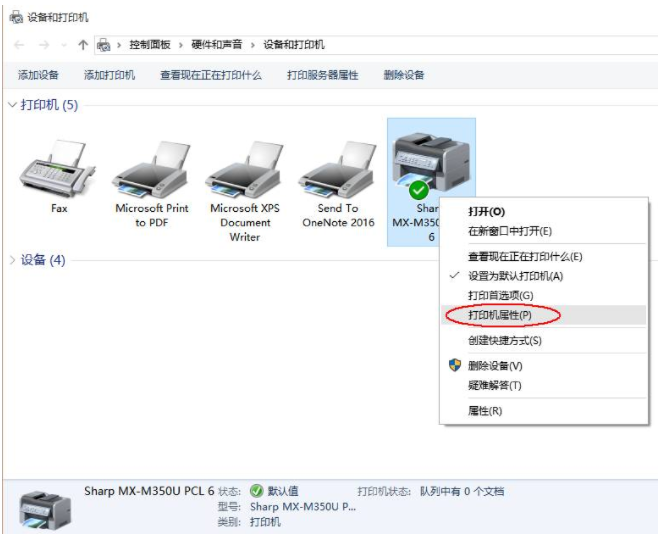 设备和打印机
控制面板 › 硬件和声音 › 设备和打印机
添加设备 添加打印机 查看现在正在打印什么 打印服务器属性 删除设备
打印机 (5)
Fax
Microsoft Print
to PDF
Microsoft XPS
Document
Writer
Send To
OneNote 2016
Shar
MX-M350
6
打开(O)
在新窗口中打开(E)
查看现在正在打印什么(E)
设置为默认打印机(A)
打印首选项(G)
打印机属性(P)
创建快捷方式(S)
删除设备(V)
疑难解答(T)
属性(R)
设备 (4)
Sharp MX-M350U PCL 6 状态: 默认值 打印机状态: 队列中有 0 个文档
型号: Sharp MX-M350U P...
类别: 打印机